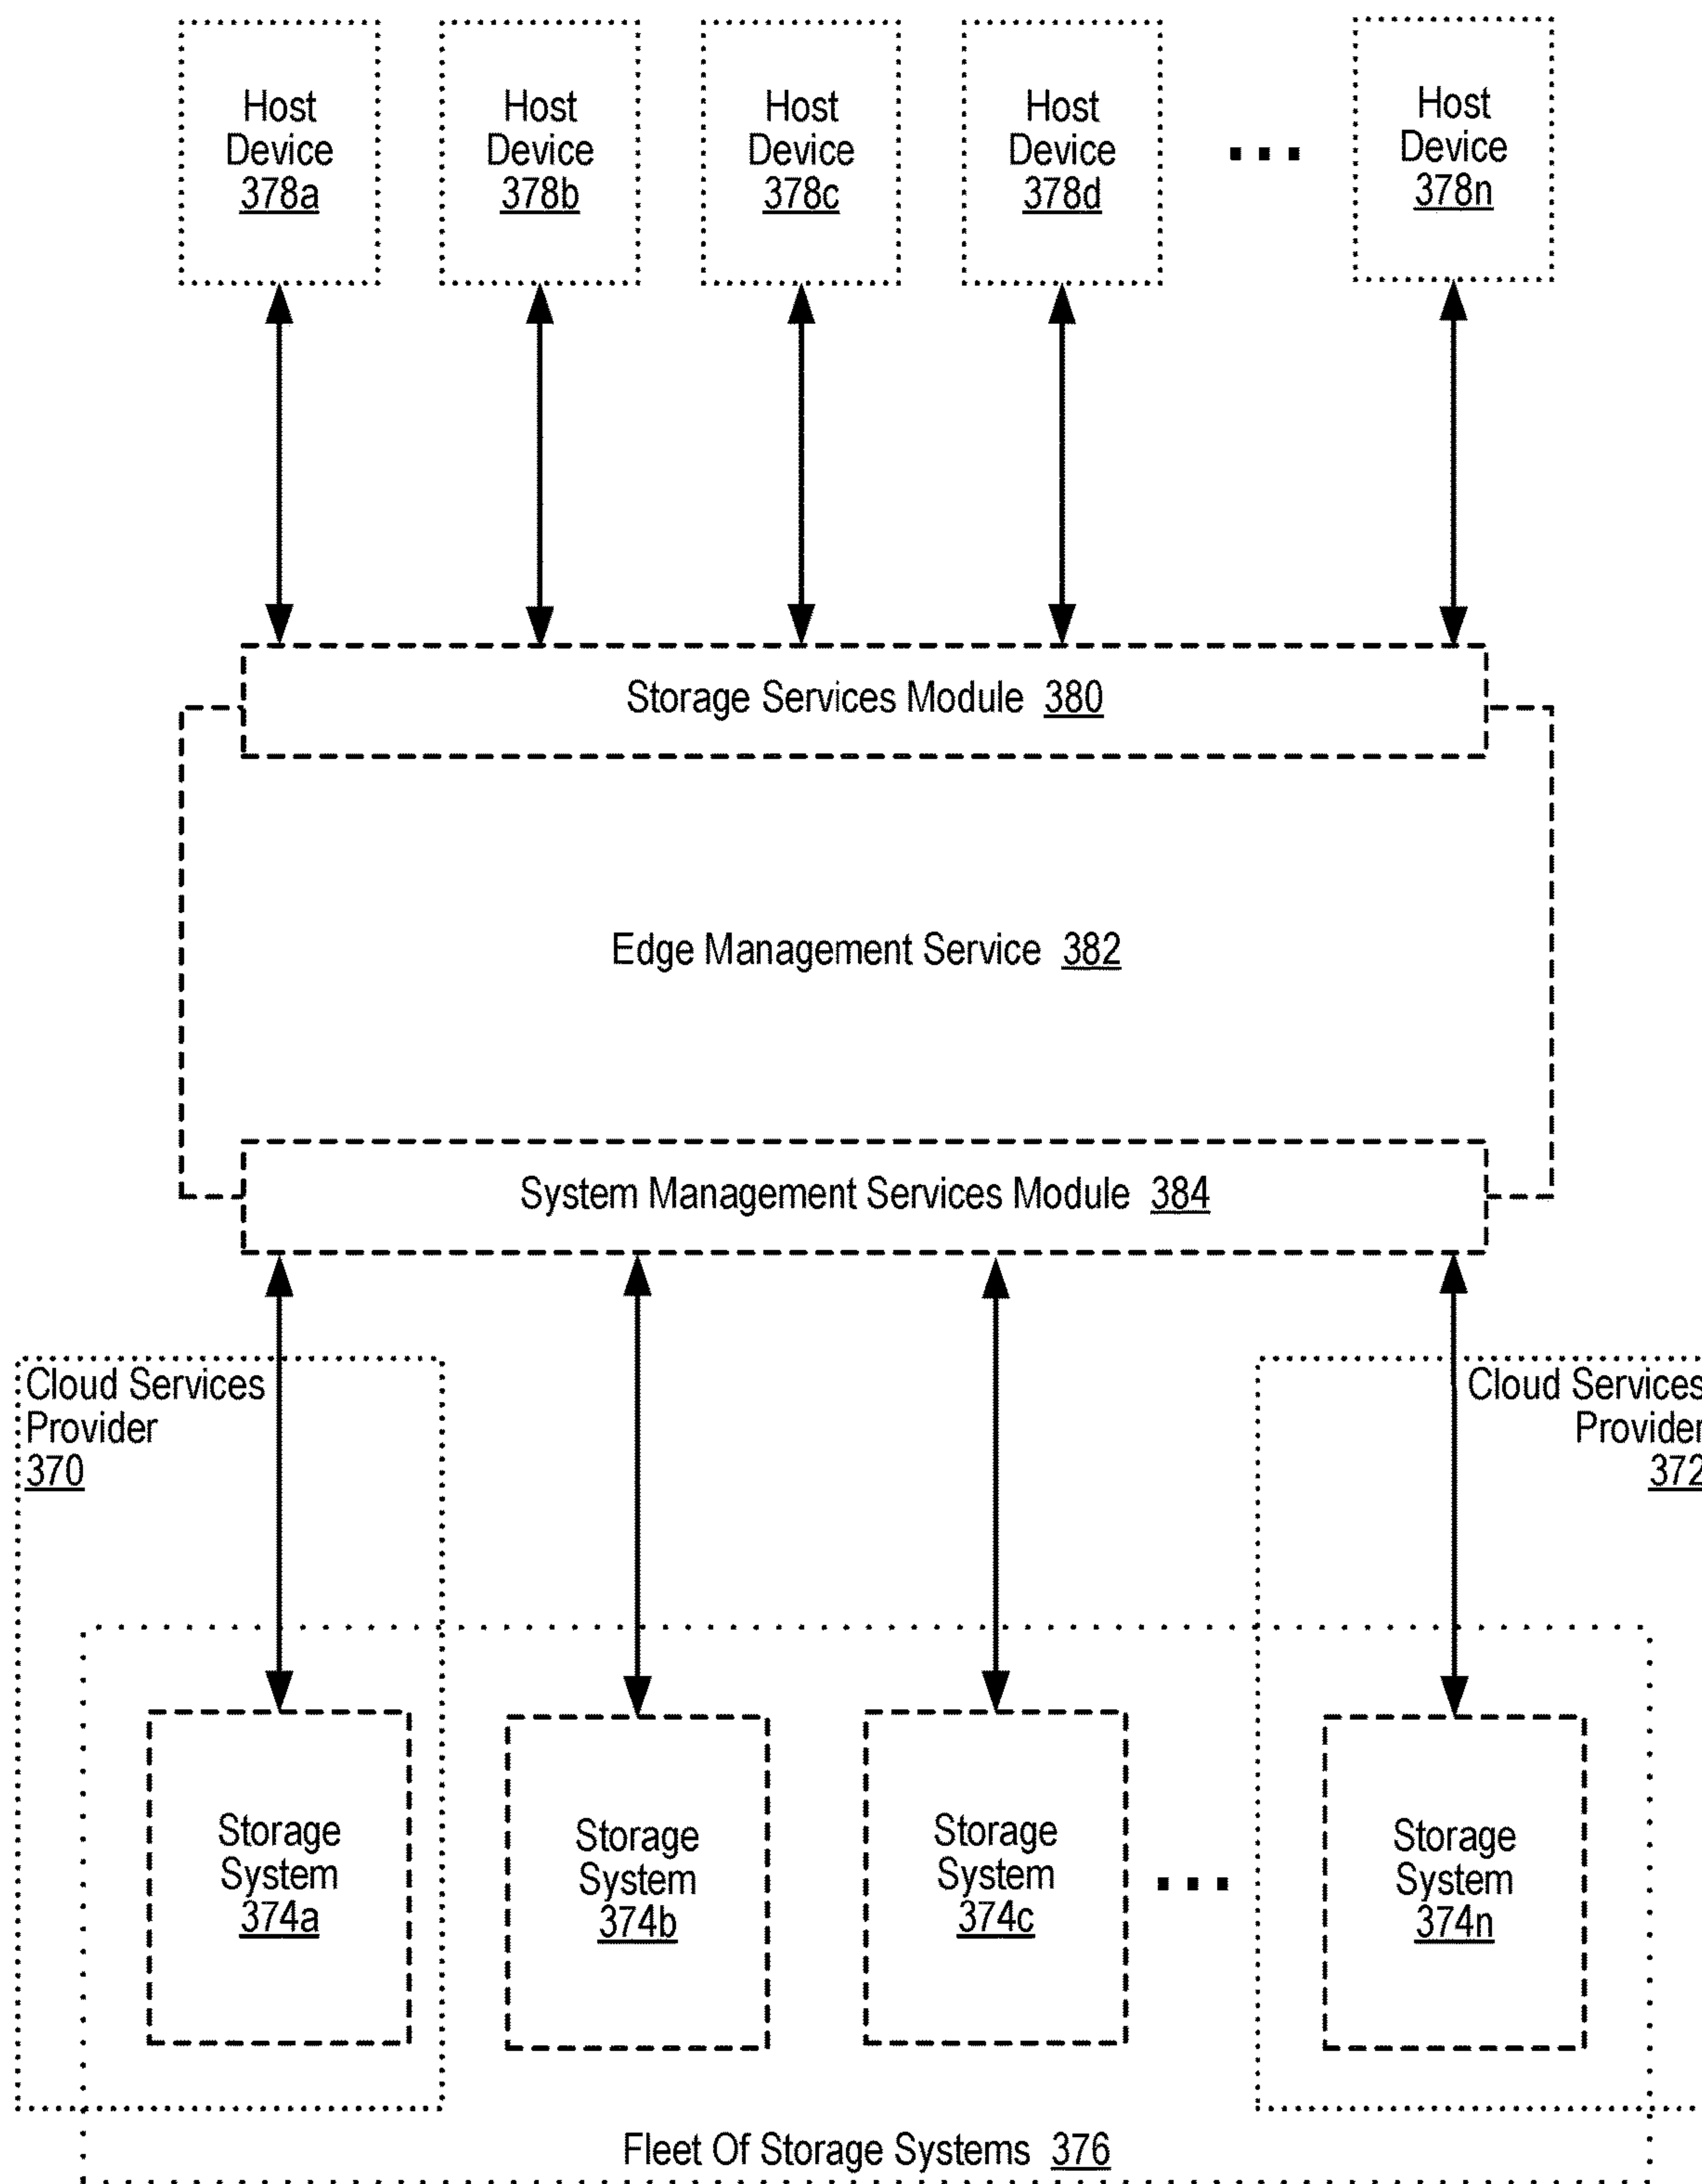 Host
Device
378a
Host
Device
378b
Host
Device
378c
Host
Device
378d
...
Host
Device
378n
Storage Services Module 380
Edge Management Service 382
System Management Services Module 384
Cloud Services
Provider
370
Cloud Services
Provider
372
Storage
System
374a
Storage
System
374b
Storage
System
374c
...
Storage
System
374n
Fleet Of Storage Systems 376